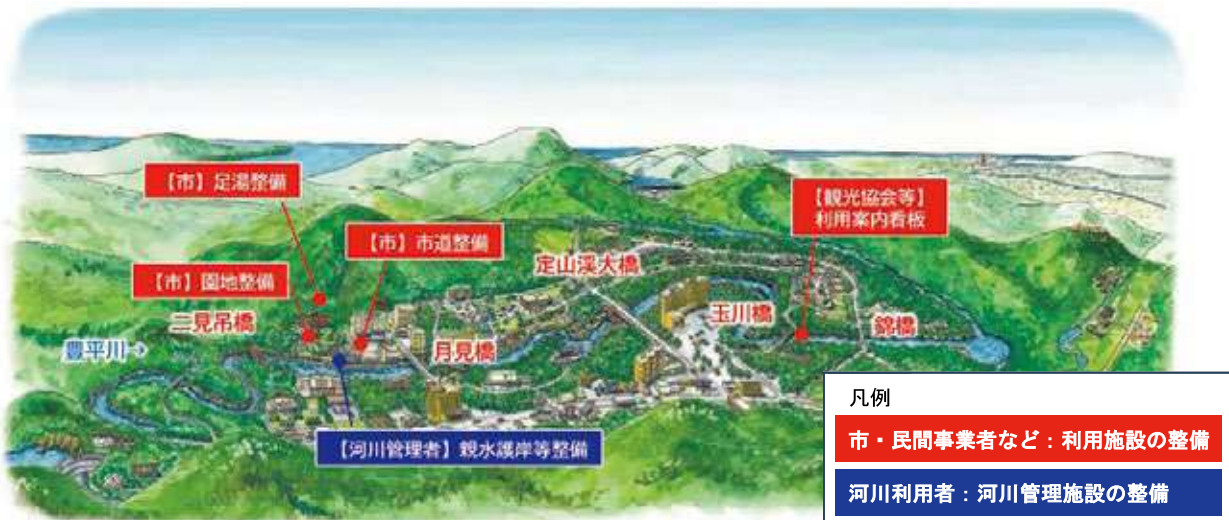 【市】足湯整備
【観光協会等】
利用案内看板
【市】市道整備
定山渓大橋
【市】園地整備
二見吊橋
玉川橋
錦橋
豊平川→
月見橋
【河川管理者】親水護岸等整備
凡例
市・民間事業者など：利用施設の整備
河川利用者：河川管理施設の整備